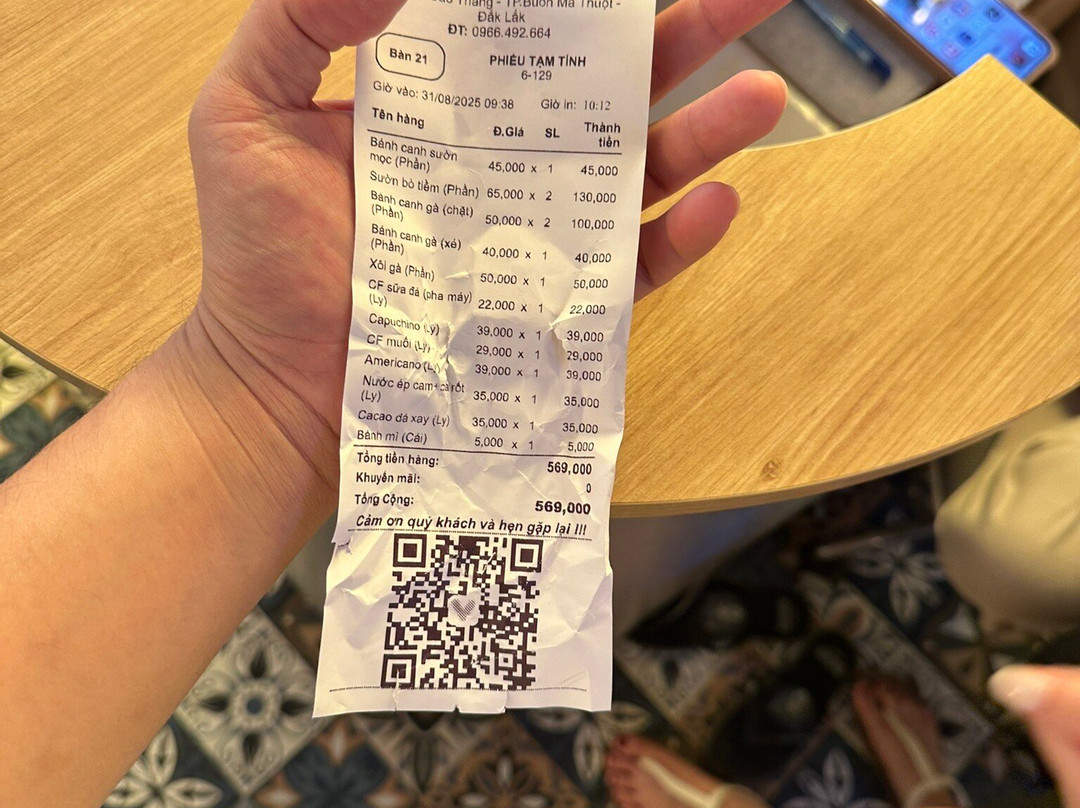 Thắng - TP.Buôn Ma Thuột -
Đắk Lắk
ĐT: 0966.492.664
Bàn 21
PHIẾU TẠM TÍNH
6-129
Giờ vào: 31/08/2025 09:38 Giờ in: 10:12
Tên hàng Đ.Giá SL Thành tiền
Bánh canh sườn 45,000 x 1 45,000
mọc (Phần)
Sườn bò tiềm (Phần) 65,000 x 2 130,000
Bánh canh gà (chặt) 50,000 x 2 100,000
(Phần)
Bánh canh gà (xé) 40,000 x 1 40,000
(Phần)
Xôi gà (Phần) 50,000 x 1 50,000
CF sữa đá (pha máy) 22,000 x 1 22,000
(Ly)
Capuchino (Ly) 39,000 x 1 39,000
CF muối (Ly) 29,000 x 1 29,000
Americano (Ly) 39,000 x 1 39,000
Nước ép cam+cà rốt 35,000 x 1 35,000
(Ly)
Cacao đá xay (Ly) 35,000 x 1 35,000
Bánh mì (Cái) 5,000 x 1 5,000
Tổng tiền hàng: 569,000
Khuyến mãi: 0
Tổng Cộng: 569,000
Cảm ơn quý khách và hẹn gặp lại !!!